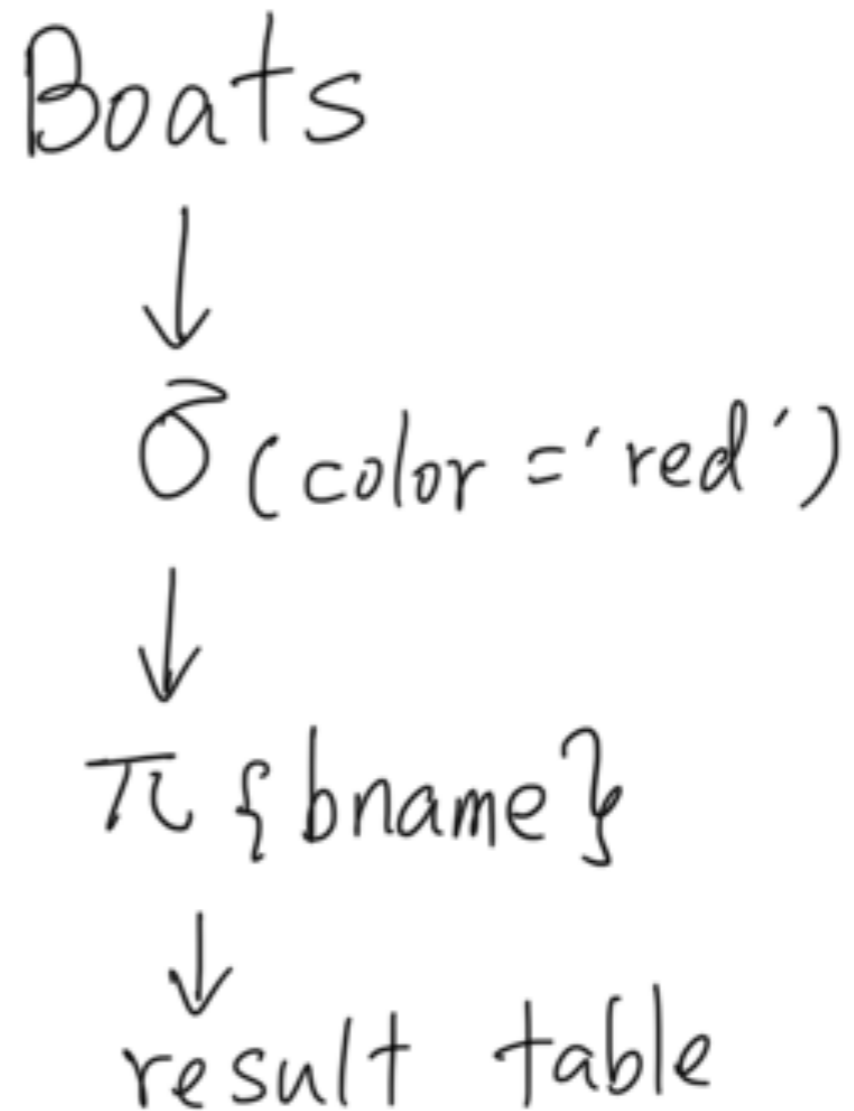 Boats
↓
σ (color = 'red')
↓
π {bname}
↓
result table